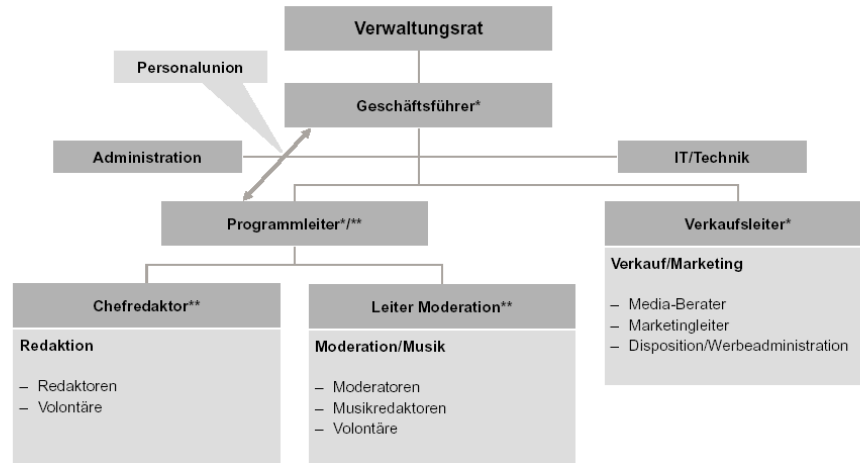 Verwaltungsrat
Personalunion
Geschäftsführer*
Administration
IT/Technik
Programmleiter*/**
Verkaufsleiter*
Verkauf/Marketing
– Media-Berater
– Marketingleiter
– Disposition/Werbeadministration
Chefredaktor**
Redaktion
– Redaktoren
– Volontäre
Leiter Moderation**
Moderation/Musik
– Moderatoren
– Musikredaktoren
– Volontäre